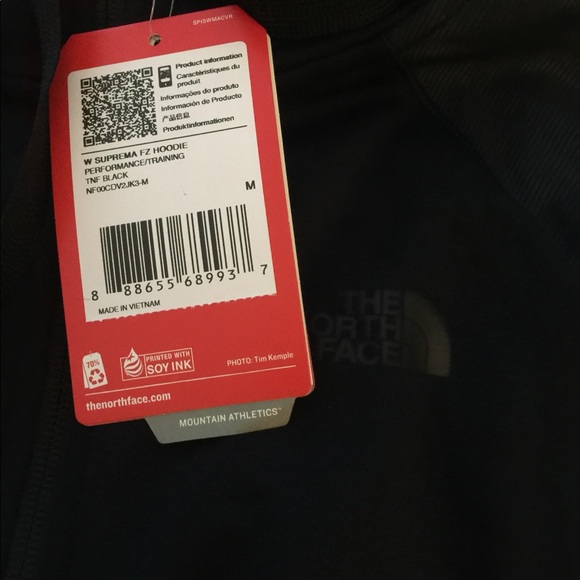 SPISWMACVR
Product information
Caractéristiques du
produit
Informações do produto
Información de Producto
产品信息
Produktinformationen
W SUPREMA FZ HOODIE
PERFORMANCE/TRAINING
TNF BLACK
NF00CDV2JK3-M
M
8 88655 68993 7
MADE IN VIETNAM
70%
PRINTED WITH
SOY INK
PHOTO: Tim Kemple
thenorthface.com
MOUNTAIN ATHLETICS™
THE
NORTH
FACE